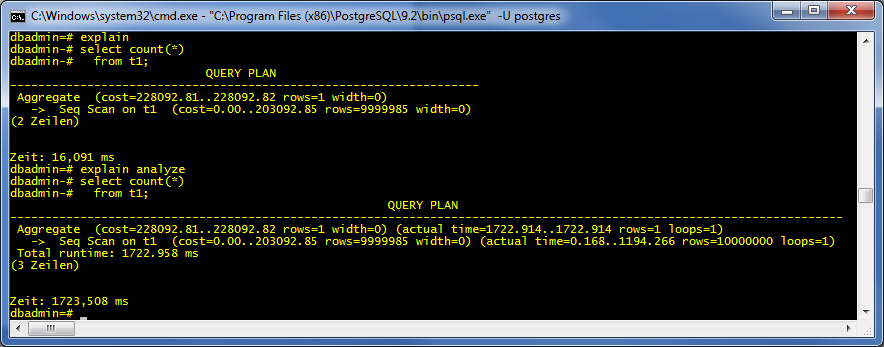 C:\Windows\system32\cmd.exe - "C:\Program Files (x86)\PostgreSQL\9.2\bin\psql.exe" -U postgres
dbadmin=# explain
dbadmin-# select count(*)
dbadmin-#   from t1;
                            QUERY PLAN
-------------------------------------------------------------------
 Aggregate  (cost=228092.81..228092.82 rows=1 width=0)
   ->  Seq Scan on t1  (cost=0.00..203092.85 rows=9999985 width=0)
(2 Zeilen)
Zeit: 16,091 ms
dbadmin=# explain analyze
dbadmin-# select count(*)
dbadmin-#   from t1;
                                                      QUERY PLAN
-----------------------------------------------------------------------------------------------------------------------
 Aggregate  (cost=228092.81..228092.82 rows=1 width=0) (actual time=1722.914..1722.914 rows=1 loops=1)
   ->  Seq Scan on t1  (cost=0.00..203092.85 rows=9999985 width=0) (actual time=0.168..1194.266 rows=10000000 loops=1)
 Total runtime: 1722.958 ms
(3 Zeilen)
Zeit: 1723,508 ms
dbadmin=# _